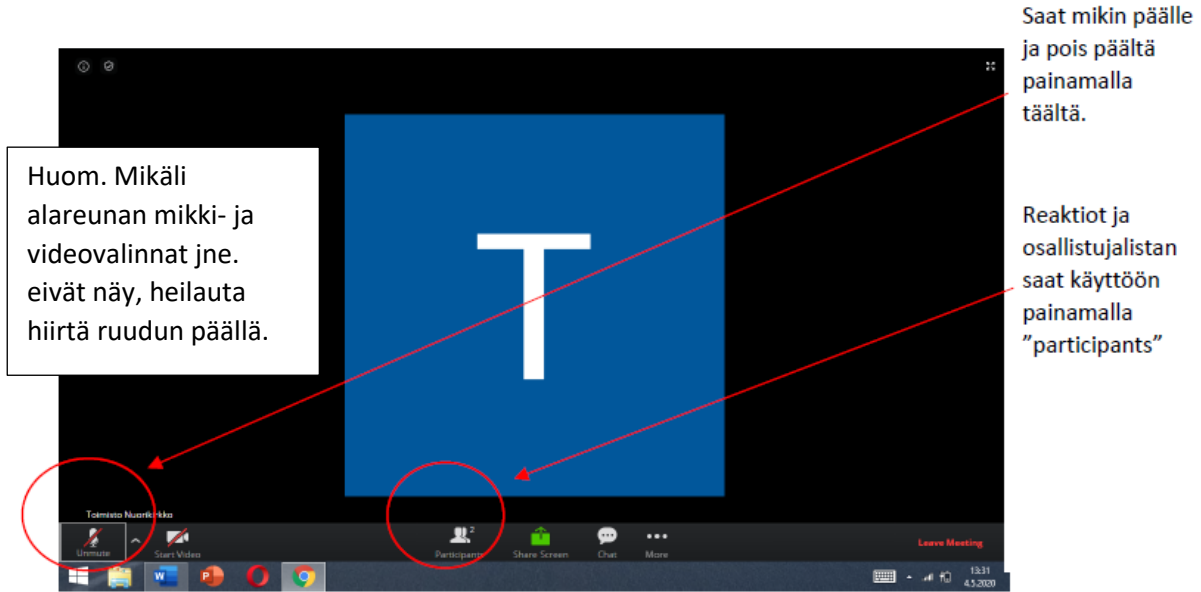 Saat mikin päälle
ja pois päältä
painamalla
täältä.
Huom. Mikäli
alareunan mikki- ja
videovalinnat jne.
eivät näy, heilauta
hiirtä ruudun päällä.
T
Reaktiot ja
osallistujalistan
saat käyttöön
painamalla
”participants”
Toimisto Nuorikirkko
Unmute
Start Video
Participants
2
Share Screen
Chat
More
Leave Meeting
13:31
4.5.2020